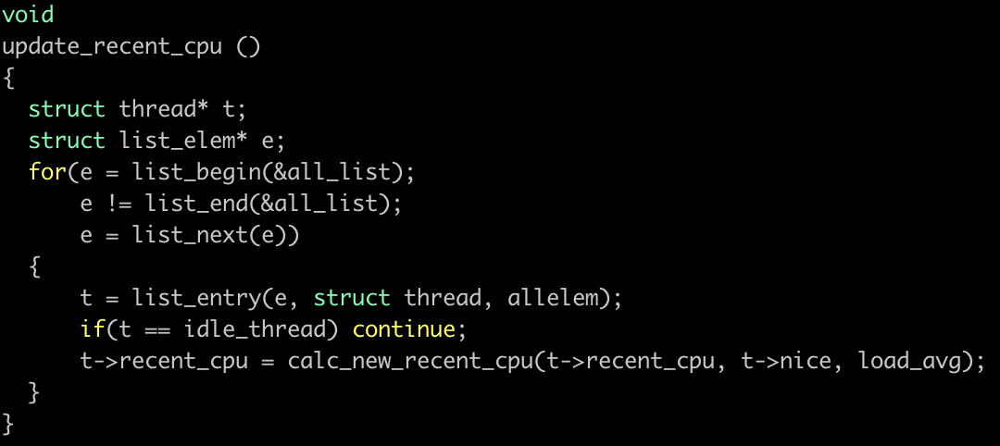 void
update_recent_cpu ()
{
  struct thread* t;
  struct list_elem* e;
  for(e = list_begin(&all_list);
      e != list_end(&all_list);
      e = list_next(e))
  {
      t = list_entry(e, struct thread, allelem);
      if(t == idle_thread) continue;
      t->recent_cpu = calc_new_recent_cpu(t->recent_cpu, t->nice, load_avg);
  }
}